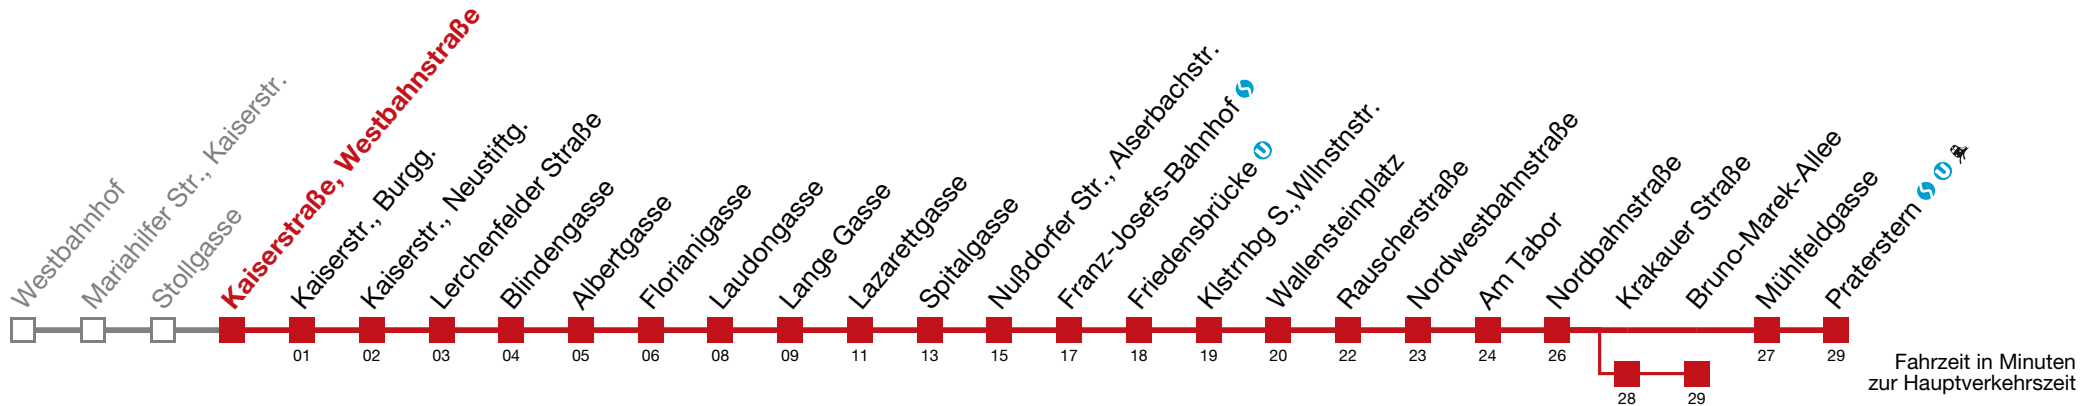 Westbahnhof
Mariahilfer Str., Kaiserstr.
Stollgasse
Kaiserstraße, Westbahnstraße
Kaiserstr., Burgg.
Kaiserstr., Neustiftg.
Lerchenfelder Straße
Blindengasse
Albertgasse
Florianigasse
Laudongasse
Lange Gasse
Lazarettgasse
Spitalgasse
Nußdorfer Str., Alserbachstr.
Franz-Josefs-Bahnhof S
Friedensbrücke U
Klstrnbg S., Wllnstnstr.
Wallensteinplatz
Rauscherstraße
Nordwestbahnstraße
Am Tabor
Nordbahnstraße
Krakauer Straße
Bruno-Marek-Allee
Mühlfeldgasse
Praterstern S U
01 02 03 04 05 06 08 09 11 13 15 17 18 19 20 22 23 24 26 27 29
28 29
Fahrzeit in Minuten
zur Hauptverkehrszeit